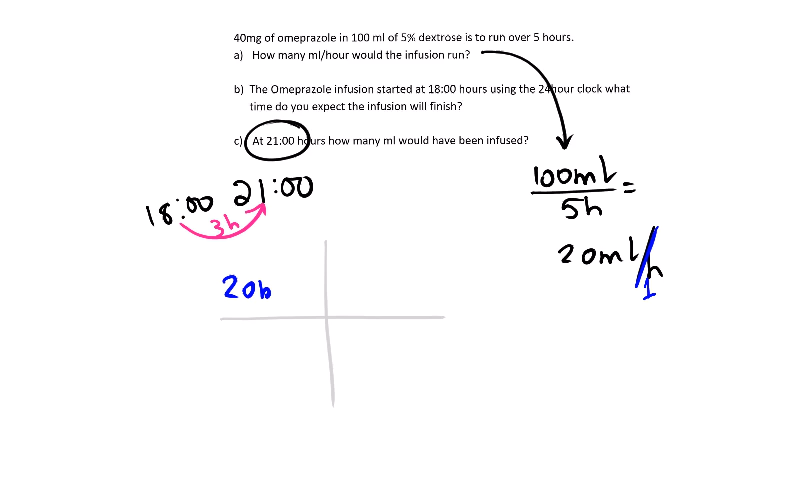 40mg of omeprazole in 100 ml of 5% dextrose is to run over 5 hours.
a) How many ml/hour would the infusion run?
b) The Omeprazole infusion started at 18:00 hours using the 24hour clock what
time do you expect the infusion will finish?
c) At 21:00 hours how many ml would have been infused?
18:00 21:00
3h
100ml
5h
=
20ml/h
1
20